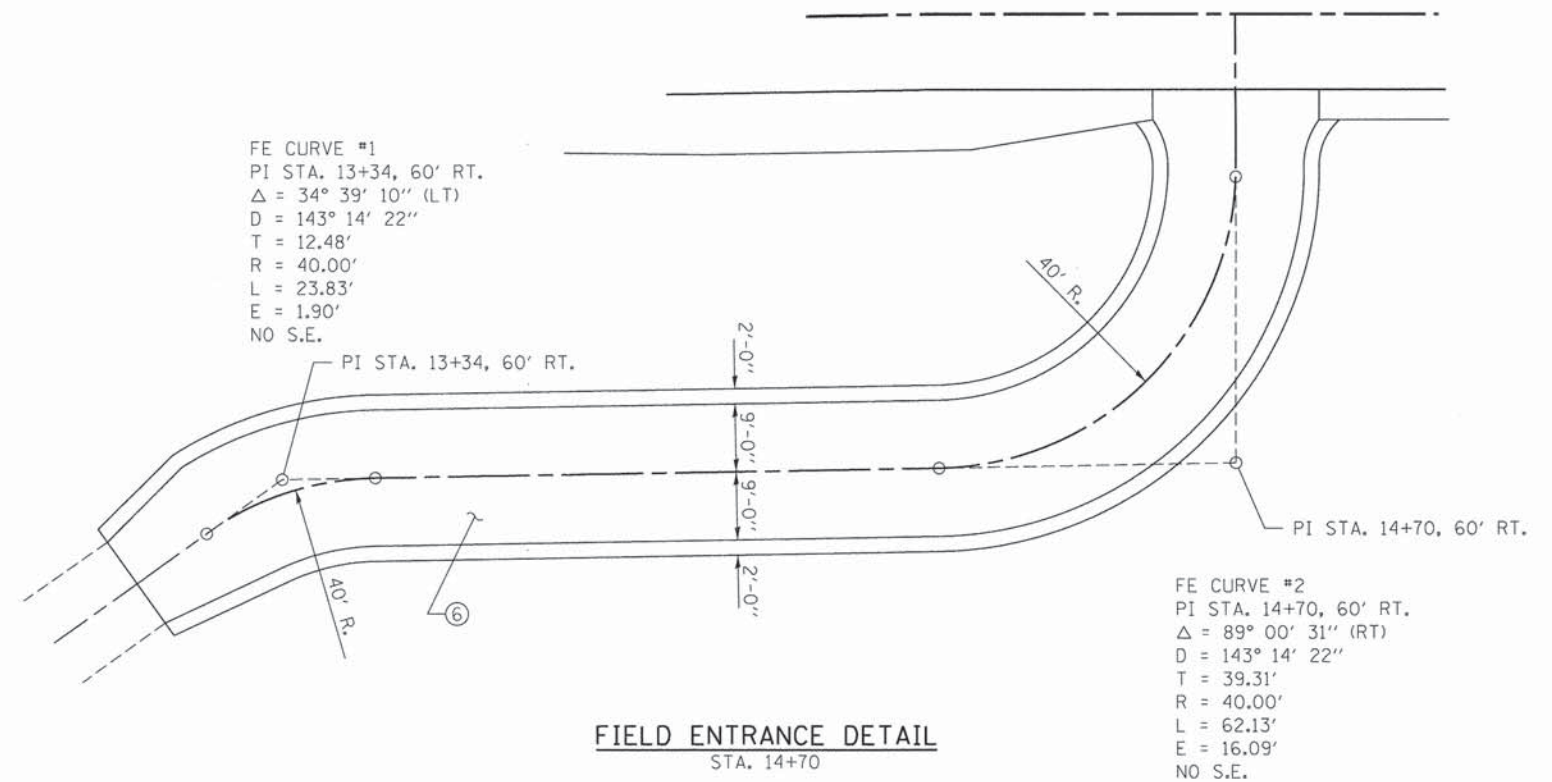 FE CURVE #1
PI STA. 13+34, 60' RT.
Δ = 34° 39' 10'' (LT)
D = 143° 14' 22''
T = 12.48'
R = 40.00'
L = 23.83'
E = 1.90'
NO S.E.
PI STA. 13+34, 60' RT.
40' R.
2'-0"
9'-0"
9'-0"
2'-0"
40' R.
6
PI STA. 14+70, 60' RT.
FE CURVE #2
PI STA. 14+70, 60' RT.
Δ = 89° 00' 31'' (RT)
D = 143° 14' 22''
T = 39.31'
R = 40.00'
L = 62.13'
E = 16.09'
NO S.E.
FIELD ENTRANCE DETAIL
STA. 14+70